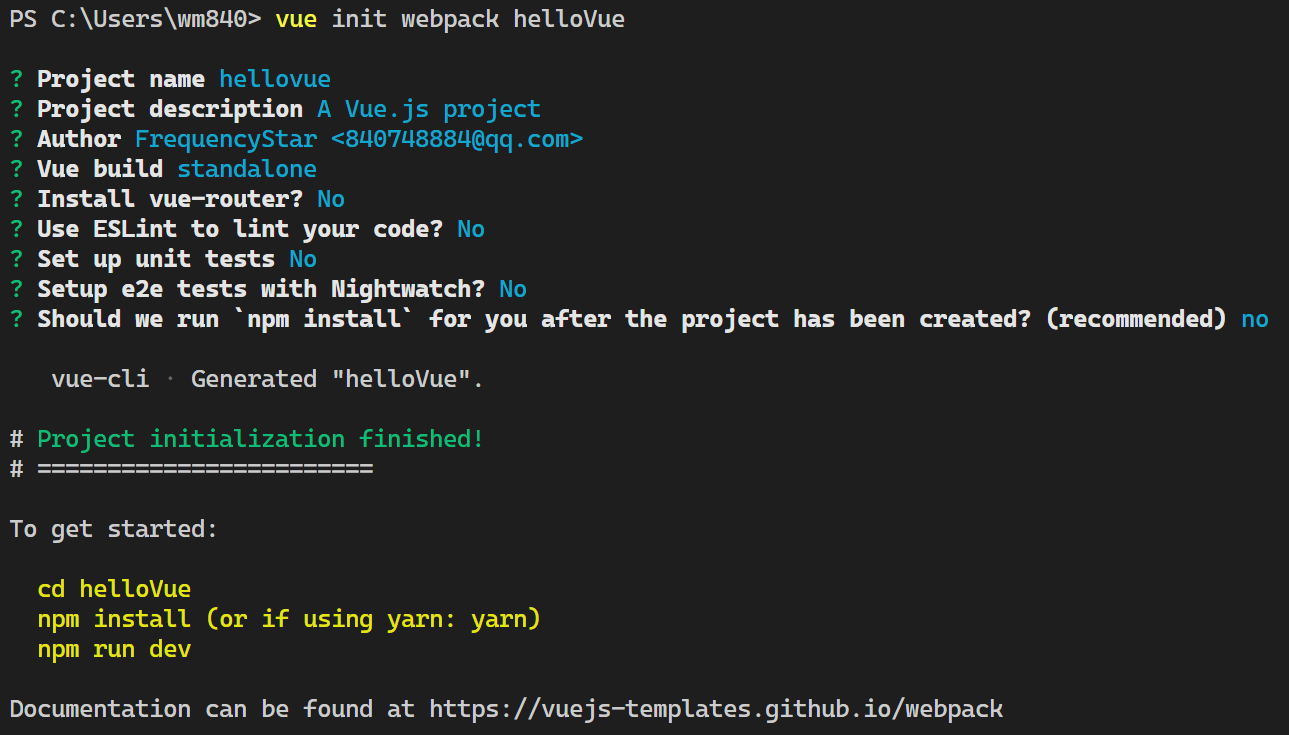 PS C:\Users\wm840> vue init webpack helloVue
? Project name hellovue
? Project description A Vue.js project
? Author FrequencyStar <840748884@qq.com>
? Vue build standalone
? Install vue-router? No
? Use ESLint to lint your code? No
? Set up unit tests No
? Setup e2e tests with Nightwatch? No
? Should we run `npm install` for you after the project has been created? (recommended) no
vue-cli · Generated "helloVue".
# Project initialization finished!
# ========================
To get started:
cd helloVue
npm install (or if using yarn: yarn)
npm run dev
Documentation can be found at https://vuejs-templates.github.io/webpack